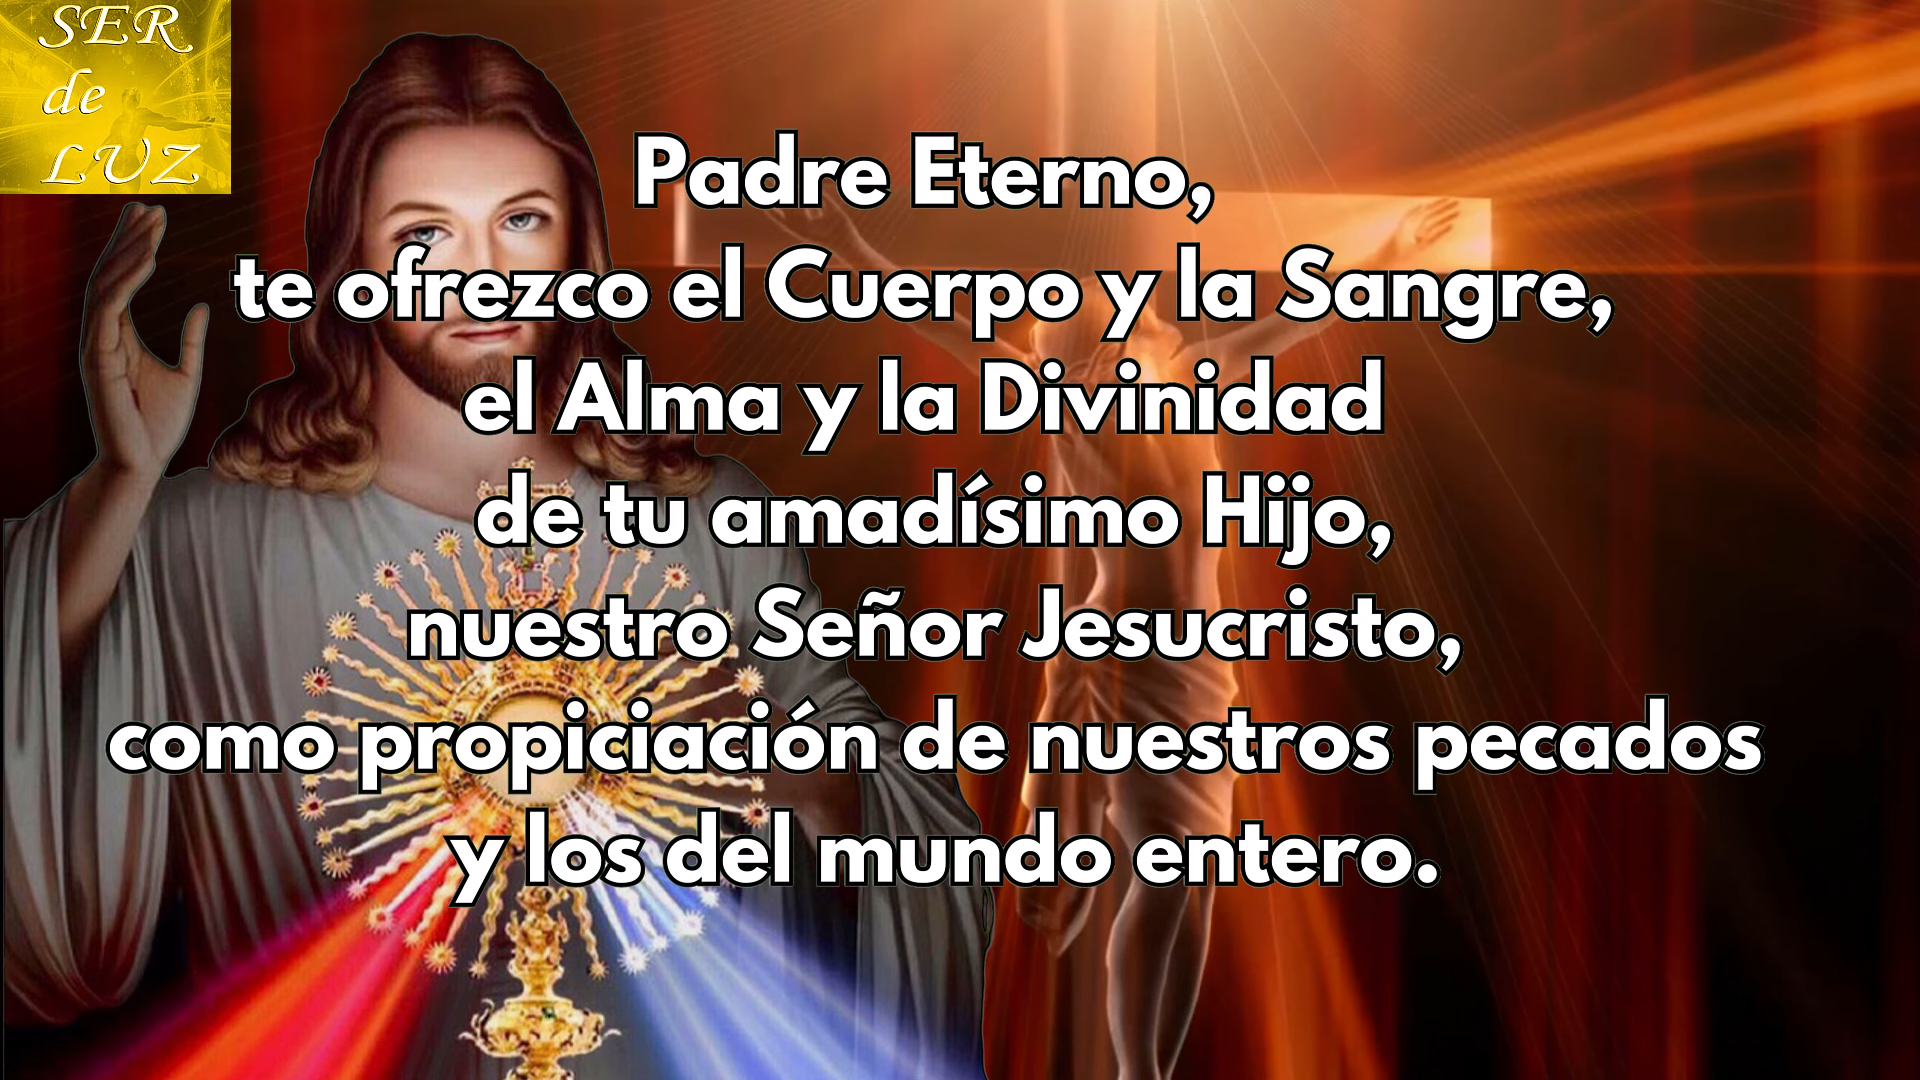 SER
de
LUZ
Padre Eterno,
te ofrezco el Cuerpo y la Sangre,
el Alma y la Divinidad
de tu amadísimo Hijo,
nuestro Señor Jesucristo,
como propiciación de nuestros pecados
y los del mundo entero.